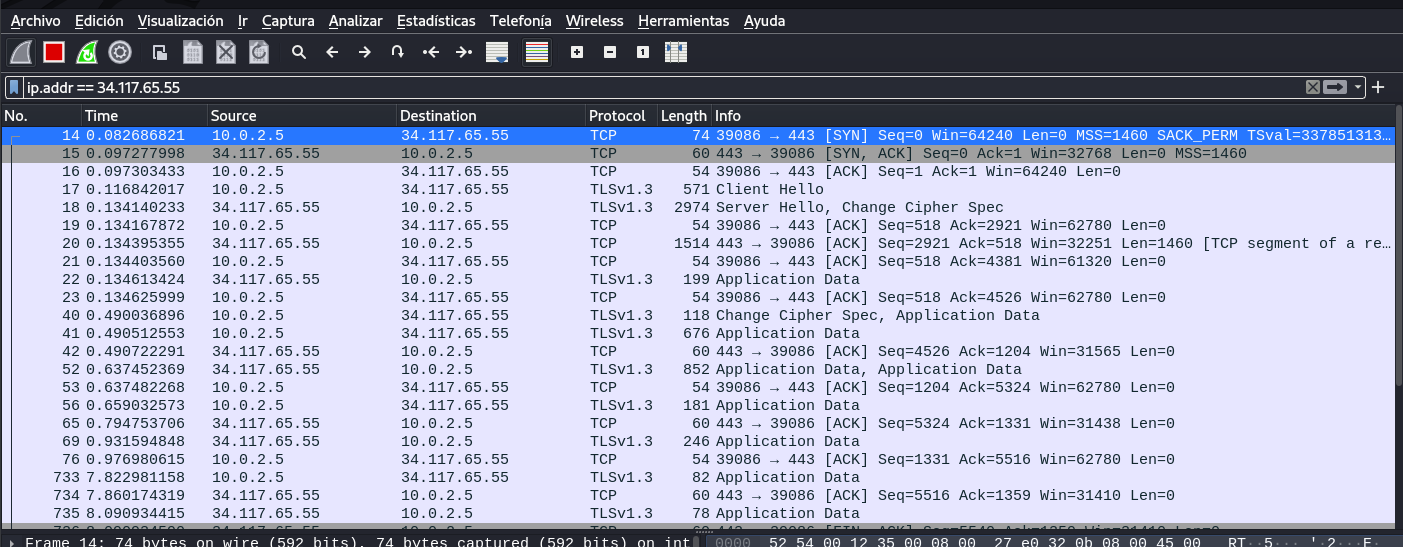 Archivo Edición Visualización Ir Captura Analizar Estadísticas Telefonía Wireless Herramientas Ayuda
ip.addr == 34.117.65.55
No. Time Source Destination Protocol Length Info
14 0.082686821 10.0.2.5 34.117.65.55 TCP 74 39086 → 443 [SYN] Seq=0 Win=64240 Len=0 MSS=1460 SACK_PERM TSval=337851313…
15 0.097277998 34.117.65.55 10.0.2.5 TCP 60 443 → 39086 [SYN, ACK] Seq=0 Ack=1 Win=32768 Len=0 MSS=1460
16 0.097303433 10.0.2.5 34.117.65.55 TCP 54 39086 → 443 [ACK] Seq=1 Ack=1 Win=64240 Len=0
17 0.116842017 10.0.2.5 34.117.65.55 TLSv1.3 571 Client Hello
18 0.134140233 34.117.65.55 10.0.2.5 TLSv1.3 2974 Server Hello, Change Cipher Spec
19 0.134167872 10.0.2.5 34.117.65.55 TCP 54 39086 → 443 [ACK] Seq=518 Ack=2921 Win=62780 Len=0
20 0.134395355 34.117.65.55 10.0.2.5 TCP 1514 443 → 39086 [ACK] Seq=2921 Ack=518 Win=32251 Len=1460 [TCP segment of a re…
21 0.134403560 10.0.2.5 34.117.65.55 TCP 54 39086 → 443 [ACK] Seq=518 Ack=4381 Win=61320 Len=0
22 0.134613424 34.117.65.55 10.0.2.5 TLSv1.3 199 Application Data
23 0.134625999 10.0.2.5 34.117.65.55 TCP 54 39086 → 443 [ACK] Seq=518 Ack=4526 Win=62780 Len=0
40 0.490036896 10.0.2.5 34.117.65.55 TLSv1.3 118 Change Cipher Spec, Application Data
41 0.490512553 10.0.2.5 34.117.65.55 TLSv1.3 676 Application Data
42 0.490722291 34.117.65.55 10.0.2.5 TCP 60 443 → 39086 [ACK] Seq=4526 Ack=1204 Win=31565 Len=0
52 0.637452369 34.117.65.55 10.0.2.5 TLSv1.3 852 Application Data, Application Data
53 0.637482268 10.0.2.5 34.117.65.55 TCP 54 39086 → 443 [ACK] Seq=1204 Ack=5324 Win=62780 Len=0
56 0.659032573 10.0.2.5 34.117.65.55 TLSv1.3 181 Application Data
65 0.794753706 34.117.65.55 10.0.2.5 TCP 60 443 → 39086 [ACK] Seq=5324 Ack=1331 Win=31438 Len=0
69 0.931594848 34.117.65.55 10.0.2.5 TLSv1.3 246 Application Data
76 0.976980615 10.0.2.5 34.117.65.55 TCP 54 39086 → 443 [ACK] Seq=1331 Ack=5516 Win=62780 Len=0
733 7.822981158 10.0.2.5 34.117.65.55 TLSv1.3 82 Application Data
734 7.860174319 34.117.65.55 10.0.2.5 TCP 60 443 → 39086 [ACK] Seq=5516 Ack=1359 Win=31410 Len=0
735 8.090934415 34.117.65.55 10.0.2.5 TLSv1.3 78 Application Data
Frame 14: 74 bytes on wire (592 bits), 74 bytes captured (592 bits) on int 0000 52 54 00 12 35 00 08 00 27 e0 32 0b 08 00 45 00